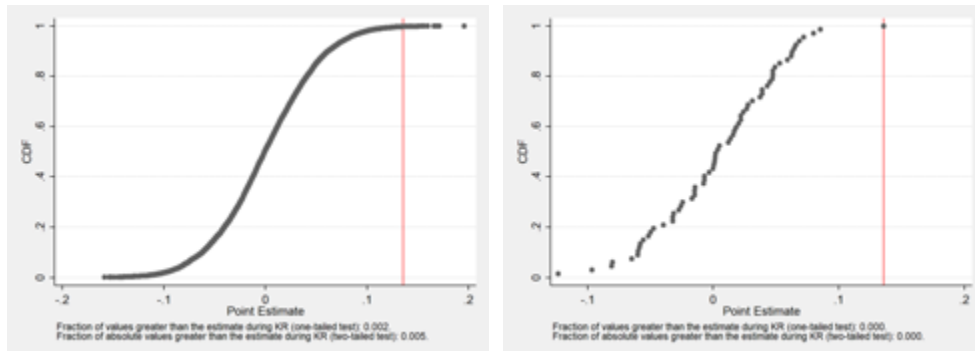 CDF
1
.8
.6
.4
.2
0
-.2
-.1
0
.1
.2
Point Estimate
Fraction of values greater than the estimate during KR (one-tailed test): 0.002.
Fraction of absolute values greater than the estimate during KR (two-tailed test): 0.005.
CDF
1
.8
.6
.4
.2
0
-.1
0
.1
.2
Point Estimate
Fraction of values greater than the estimate during KR (one-tailed test): 0.000.
Fraction of absolute values greater than the estimate during KR (two-tailed test): 0.000.